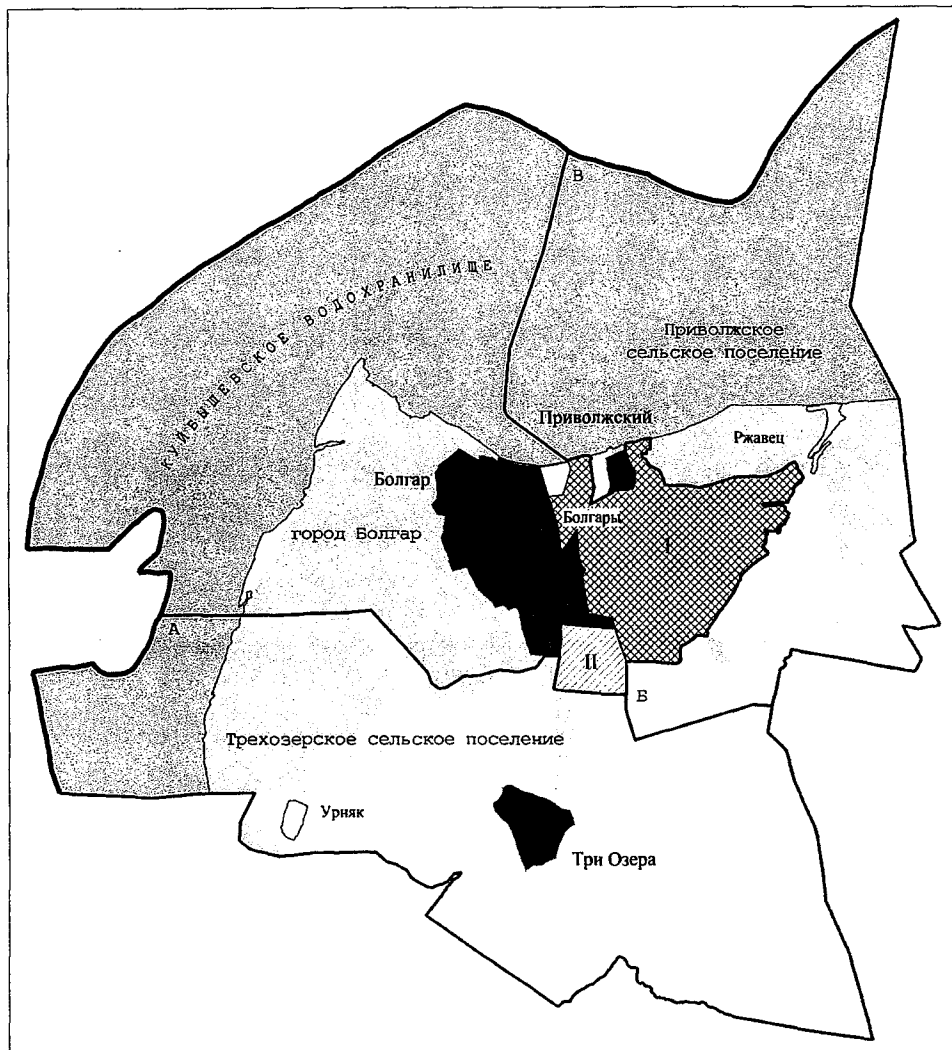 В
КУЙБЫШЕВСКОЕ ВОДОХРАНИЛИЩЕ
Приволжское
сельское поселение
Приволжский
Ржавец
Болгар
Болгары
город Болгар
I
А
II
Б
Трехозерское сельское поселение
Урняк
Три Озера